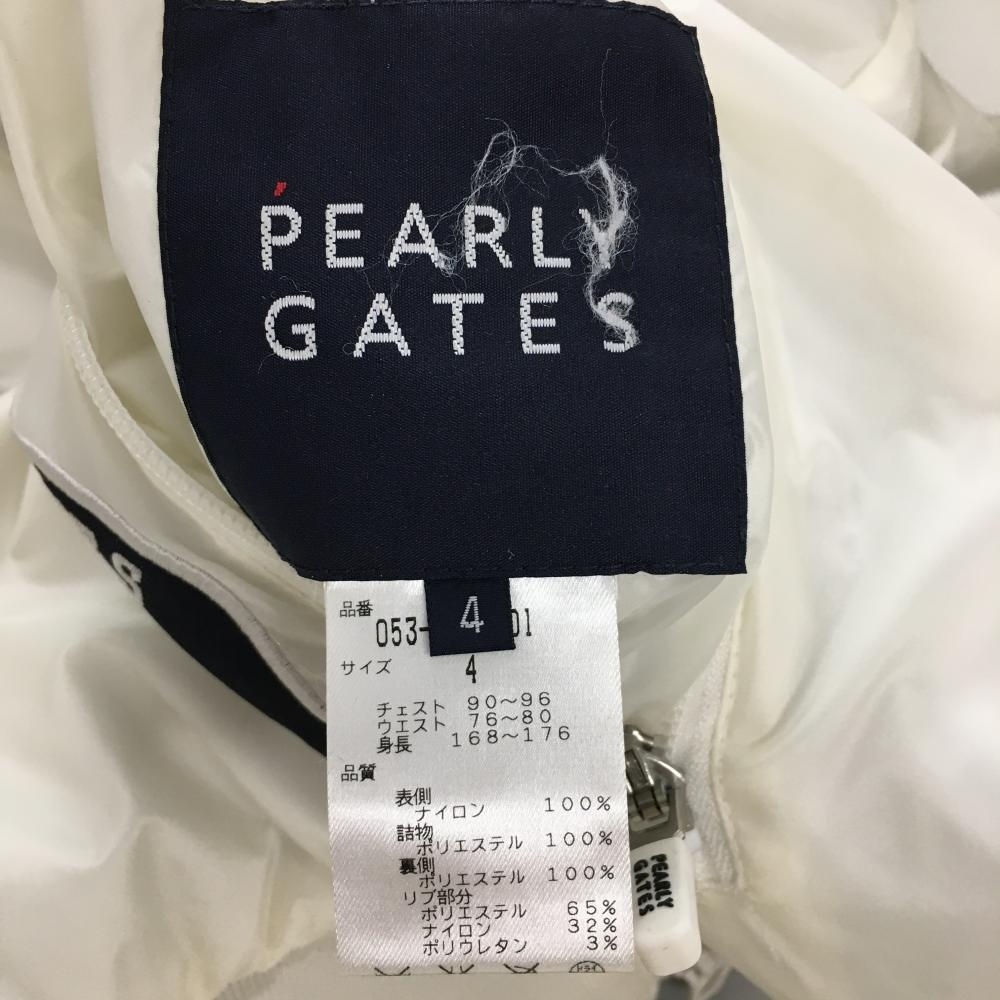 PEARLY
GATES
4
品番
053- 01
サイズ 4
チェスト 90~96
ウエスト 76~80
身長 168~176
品質
表側
ナイロン 100%
詰物
ポリエステル 100%
裏側
ポリエステル 100%
リブ部分
ポリエステル 65%
ナイロン 32%
ポリウレタン 3%
ドライ
PEARLY
GATES